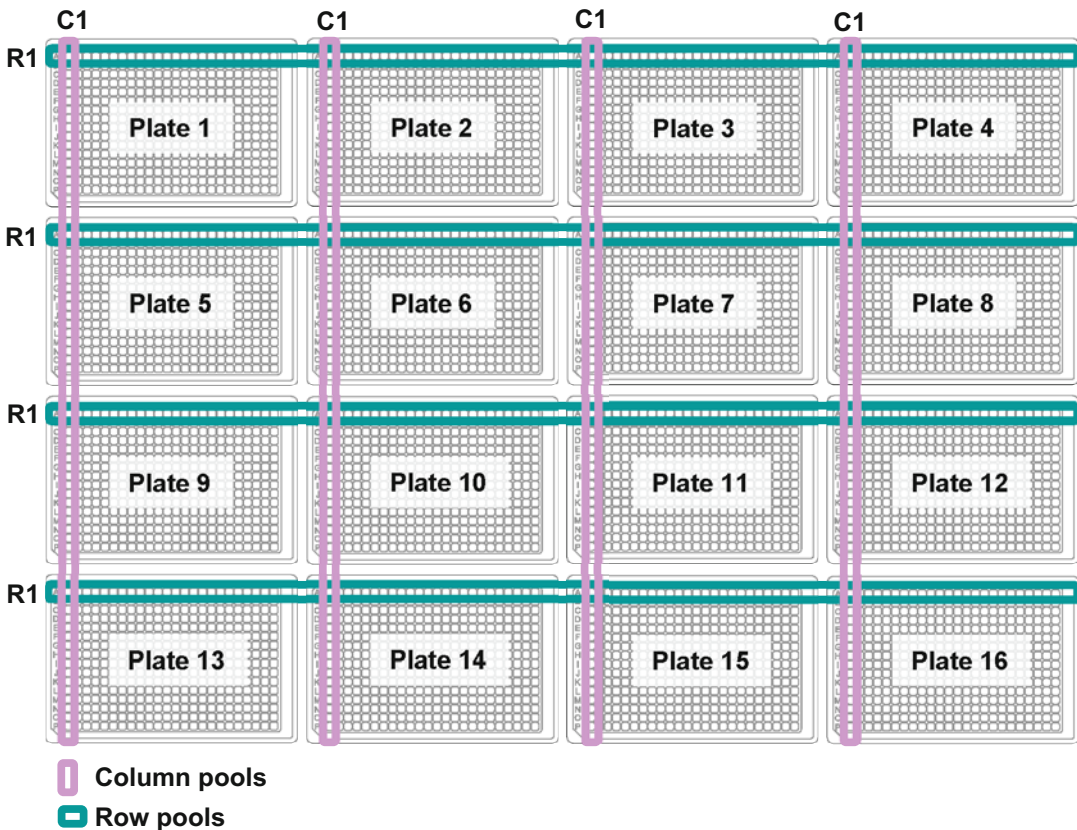 C1 C1 C1 C1
R1
Plate 1 Plate 2 Plate 3 Plate 4
R1
Plate 5 Plate 6 Plate 7 Plate 8
R1
Plate 9 Plate 10 Plate 11 Plate 12
R1
Plate 13 Plate 14 Plate 15 Plate 16
Column pools
Row pools